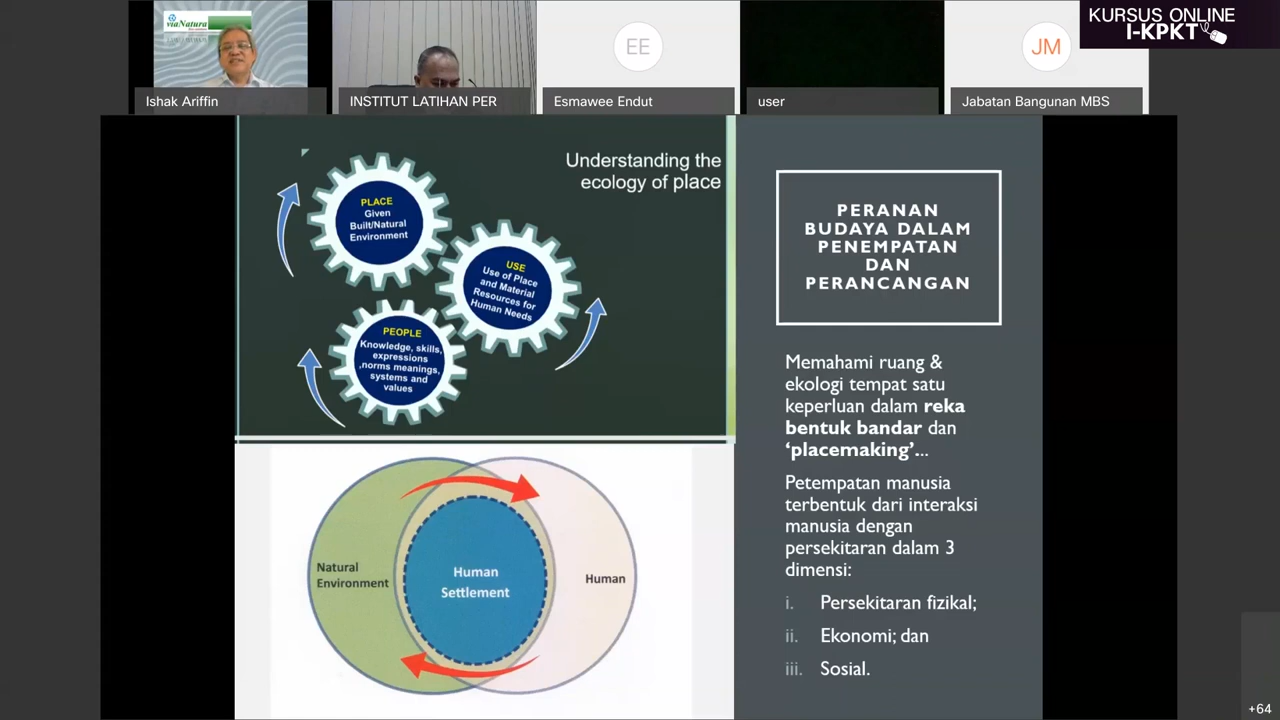 viaNatura
KURSUS ONLINE
I-KPKT
EE
JM
Ishak Ariffin
INSTITUT LATIHAN PER
Esmawee Endut
user
Jabatan Bangunan MBS
Understanding the
ecology of place
PLACE
Given
Built/Natural
Environment
USE
Use of Place
and Material
Resources for
Human Needs
PEOPLE
Knowledge, skills,
expressions
,norms meanings,
systems and
values
Natural
Environment
Human
Settlement
Human
PERANAN
BUDAYA DALAM
PENEMPATAN
DAN
PERANCANGAN
Memahami ruang &
ekologi tempat satu
keperluan dalam reka
bentuk bandar dan
‘placemaking’...
Petempatan manusia
terbentuk dari interaksi
manusia dengan
persekitaran dalam 3
dimensi:
i. Persekitaran fizikal;
ii. Ekonomi; dan
iii. Sosial.
+64